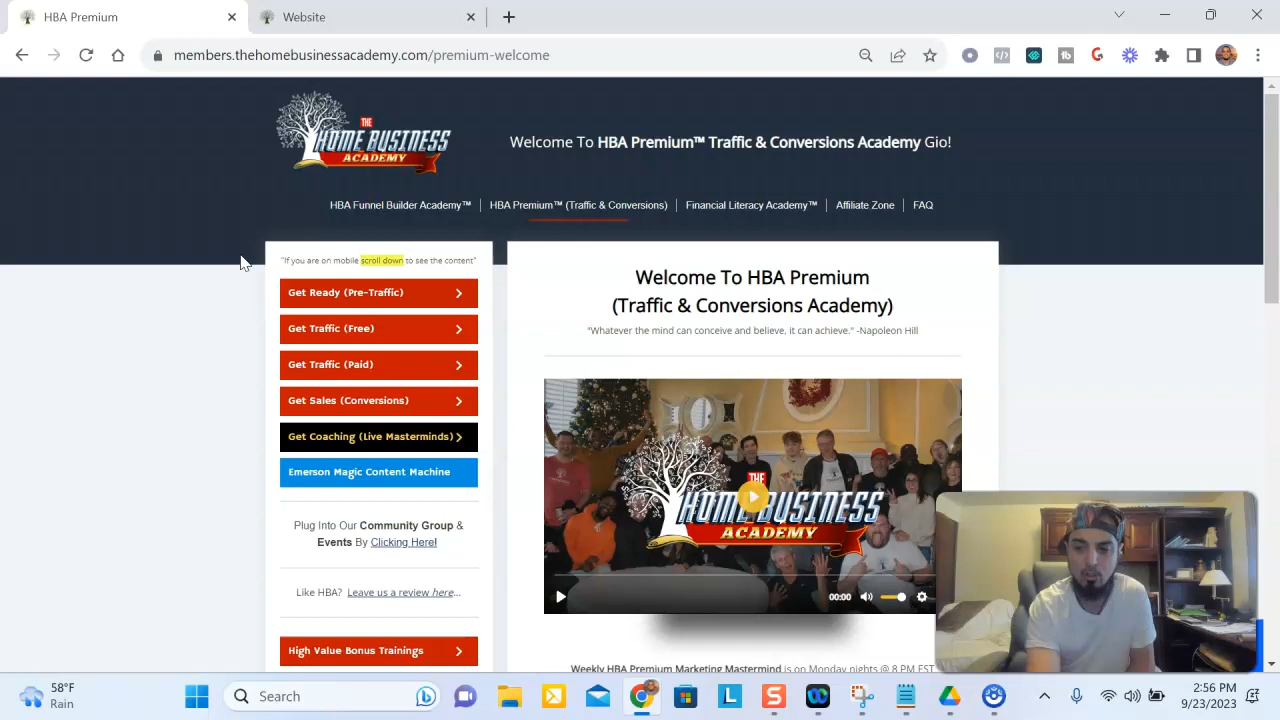 HBA Premium
Website
members.thehomebusinessacademy.com/premium-welcome
THE
HOME BUSINESS
ACADEMY
Welcome To HBA Premium™ Traffic & Conversions Academy Gio!
HBA Funnel Builder Academy™
HBA Premium™ (Traffic & Conversions)
Financial Literacy Academy™
Affiliate Zone
FAQ
"If you are on mobile scroll down to see the content"
Get Ready (Pre-Traffic)
Get Traffic (Free)
Get Traffic (Paid)
Get Sales (Conversions)
Get Coaching (Live Masterminds)
Emerson Magic Content Machine
Plug Into Our Community Group &
Events By Clicking Here!
Like HBA? Leave us a review here...
High Value Bonus Trainings
Welcome To HBA Premium
(Traffic & Conversions Academy)
"Whatever the mind can conceive and believe, it can achieve." -Napoleon Hill
THE
HOME BUSINESS
ACADEMY
00:00
Weekly HBA Premium Marketing Mastermind is on Monday nights @ 8 PM EST
58°F
Rain
Search
2:56 PM
9/23/2023